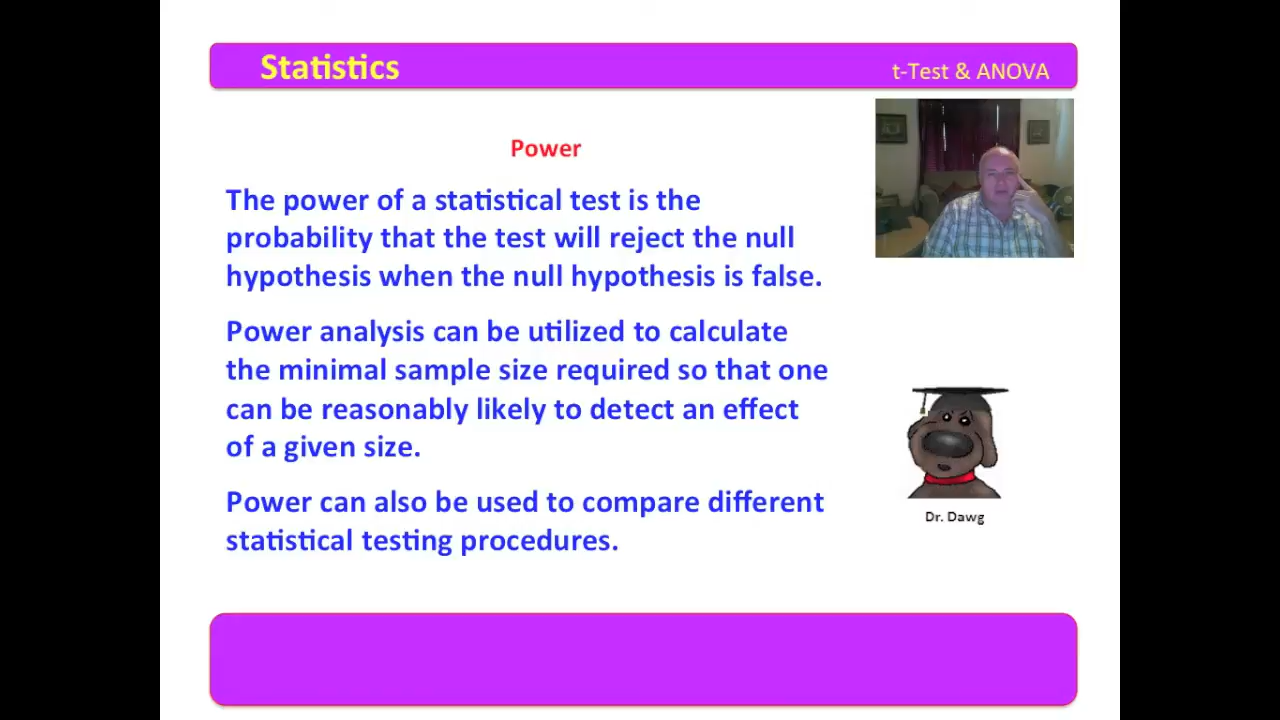 Statistics
t-Test & ANOVA
Power
The power of a statistical test is the
probability that the test will reject the null
hypothesis when the null hypothesis is false.
Power analysis can be utilized to calculate
the minimal sample size required so that one
can be reasonably likely to detect an effect
of a given size.
Power can also be used to compare different
statistical testing procedures.
Dr. Dawg